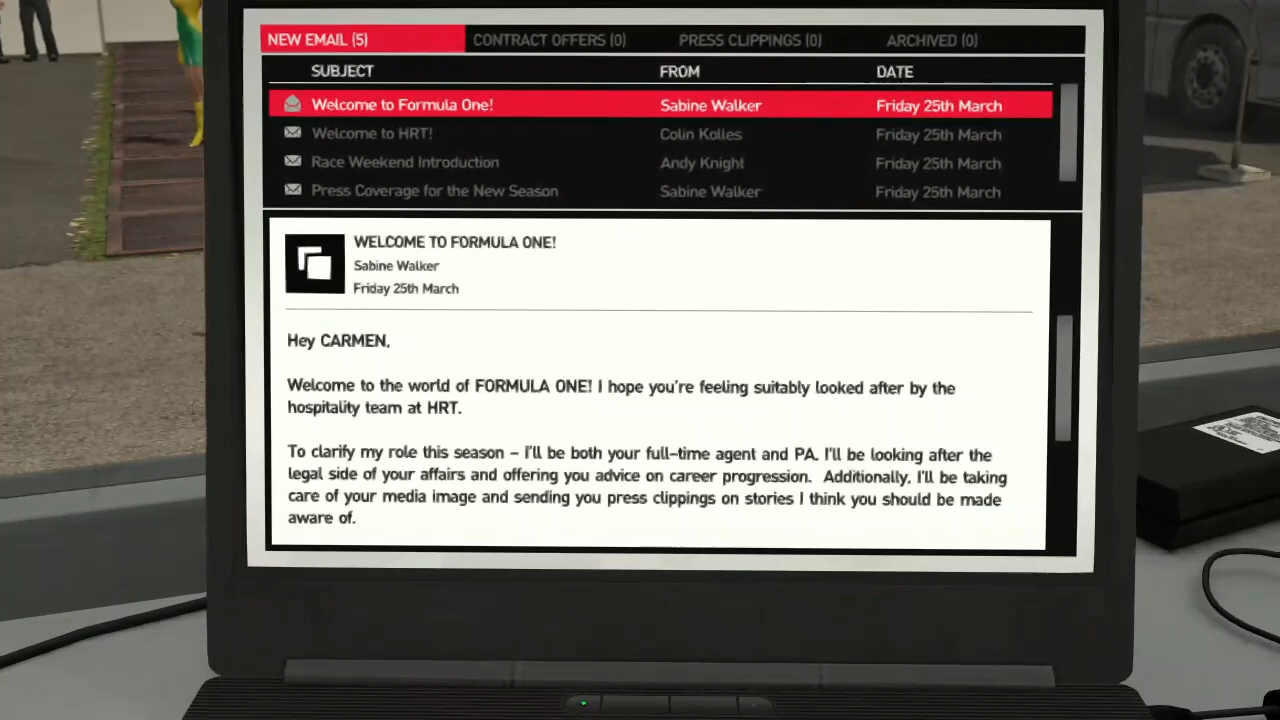 NEW EMAIL (5) CONTRACT OFFERS (0) PRESS CLIPPINGS (0) ARCHIVED (0)
SUBJECT FROM DATE
Welcome to Formula One! Sabine Walker Friday 25th March
Welcome to HRT! Colin Kolles Friday 25th March
Race Weekend Introduction Andy Knight Friday 25th March
Press Coverage for the New Season Sabine Walker Friday 25th March
WELCOME TO FORMULA ONE!
Sabine Walker
Friday 25th March
Hey CARMEN,
Welcome to the world of FORMULA ONE! I hope you're feeling suitably looked after by the
hospitality team at HRT.
To clarify my role this season – I'll be both your full-time agent and PA. I'll be looking after the
legal side of your affairs and offering you advice on career progression. Additionally, I'll be taking
care of your media image and sending you press clippings on stories I think you should be made
aware of.